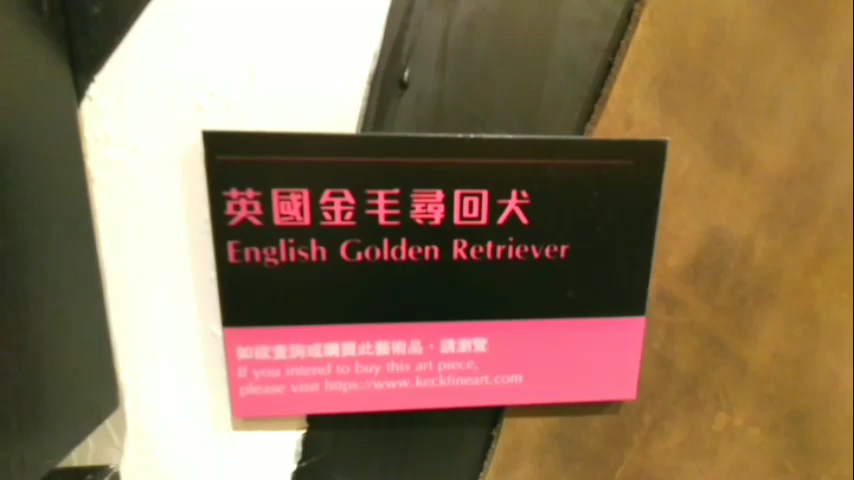 英國金毛尋回犬
English Golden Retriever
如欲查詢或購買此藝術品，請瀏覽
If you intend to buy this art piece,
please visit https://www.keckfineart.com